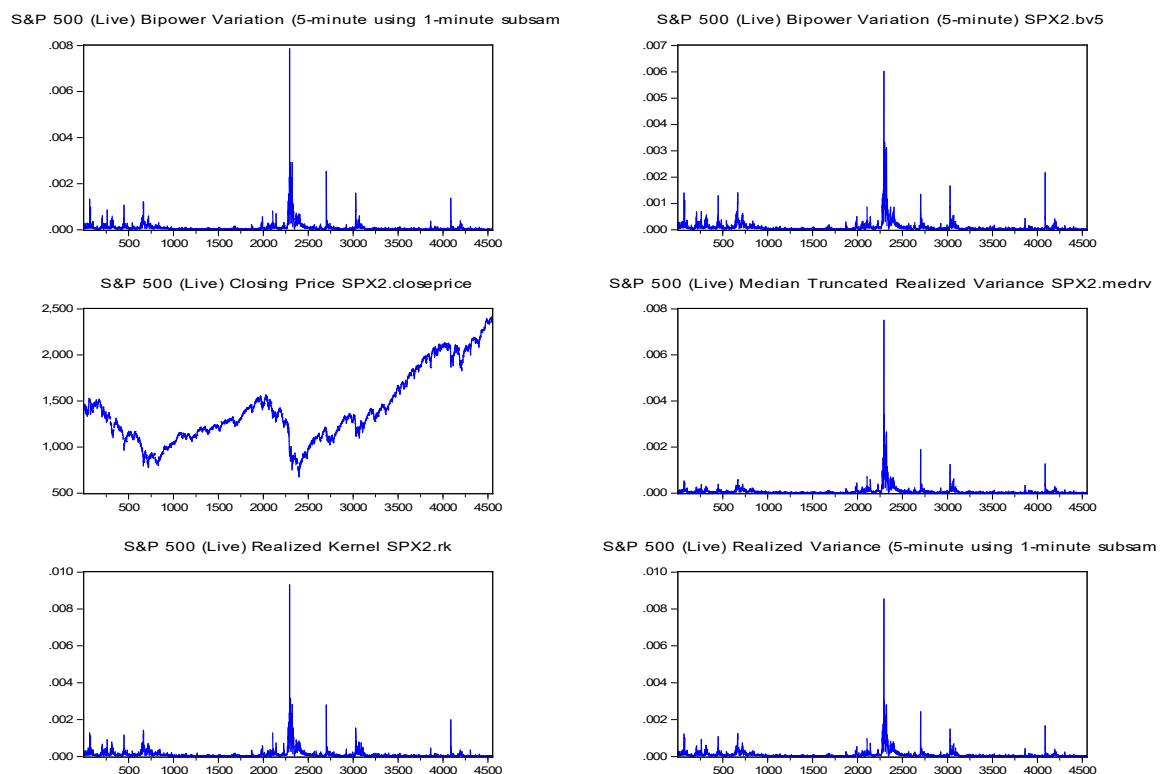 S&P 500 (Live) Bipower Variation (5-minute using 1-minute subsam
.008
.006
.004
.002
.000
500 1000 1500 2000 2500 3000 3500 4000 4500
S&P 500 (Live) Bipower Variation (5-minute) SPX2.bv5
.007
.006
.005
.004
.003
.002
.001
.000
500 1000 1500 2000 2500 3000 3500 4000 4500
S&P 500 (Live) Closing Price SPX2.closeprice
2,500
2,000
1,500
1,000
500
500 1000 1500 2000 2500 3000 3500 4000 4500
S&P 500 (Live) Median Truncated Realized Variance SPX2.medrv
.008
.006
.004
.002
.000
500 1000 1500 2000 2500 3000 3500 4000 4500
S&P 500 (Live) Realized Kernel SPX2.rk
.010
.008
.006
.004
.002
.000
500 1000 1500 2000 2500 3000 3500 4000 4500
S&P 500 (Live) Realized Variance (5-minute using 1-minute subsam
.010
.008
.006
.004
.002
.000
500 1000 1500 2000 2500 3000 3500 4000 4500